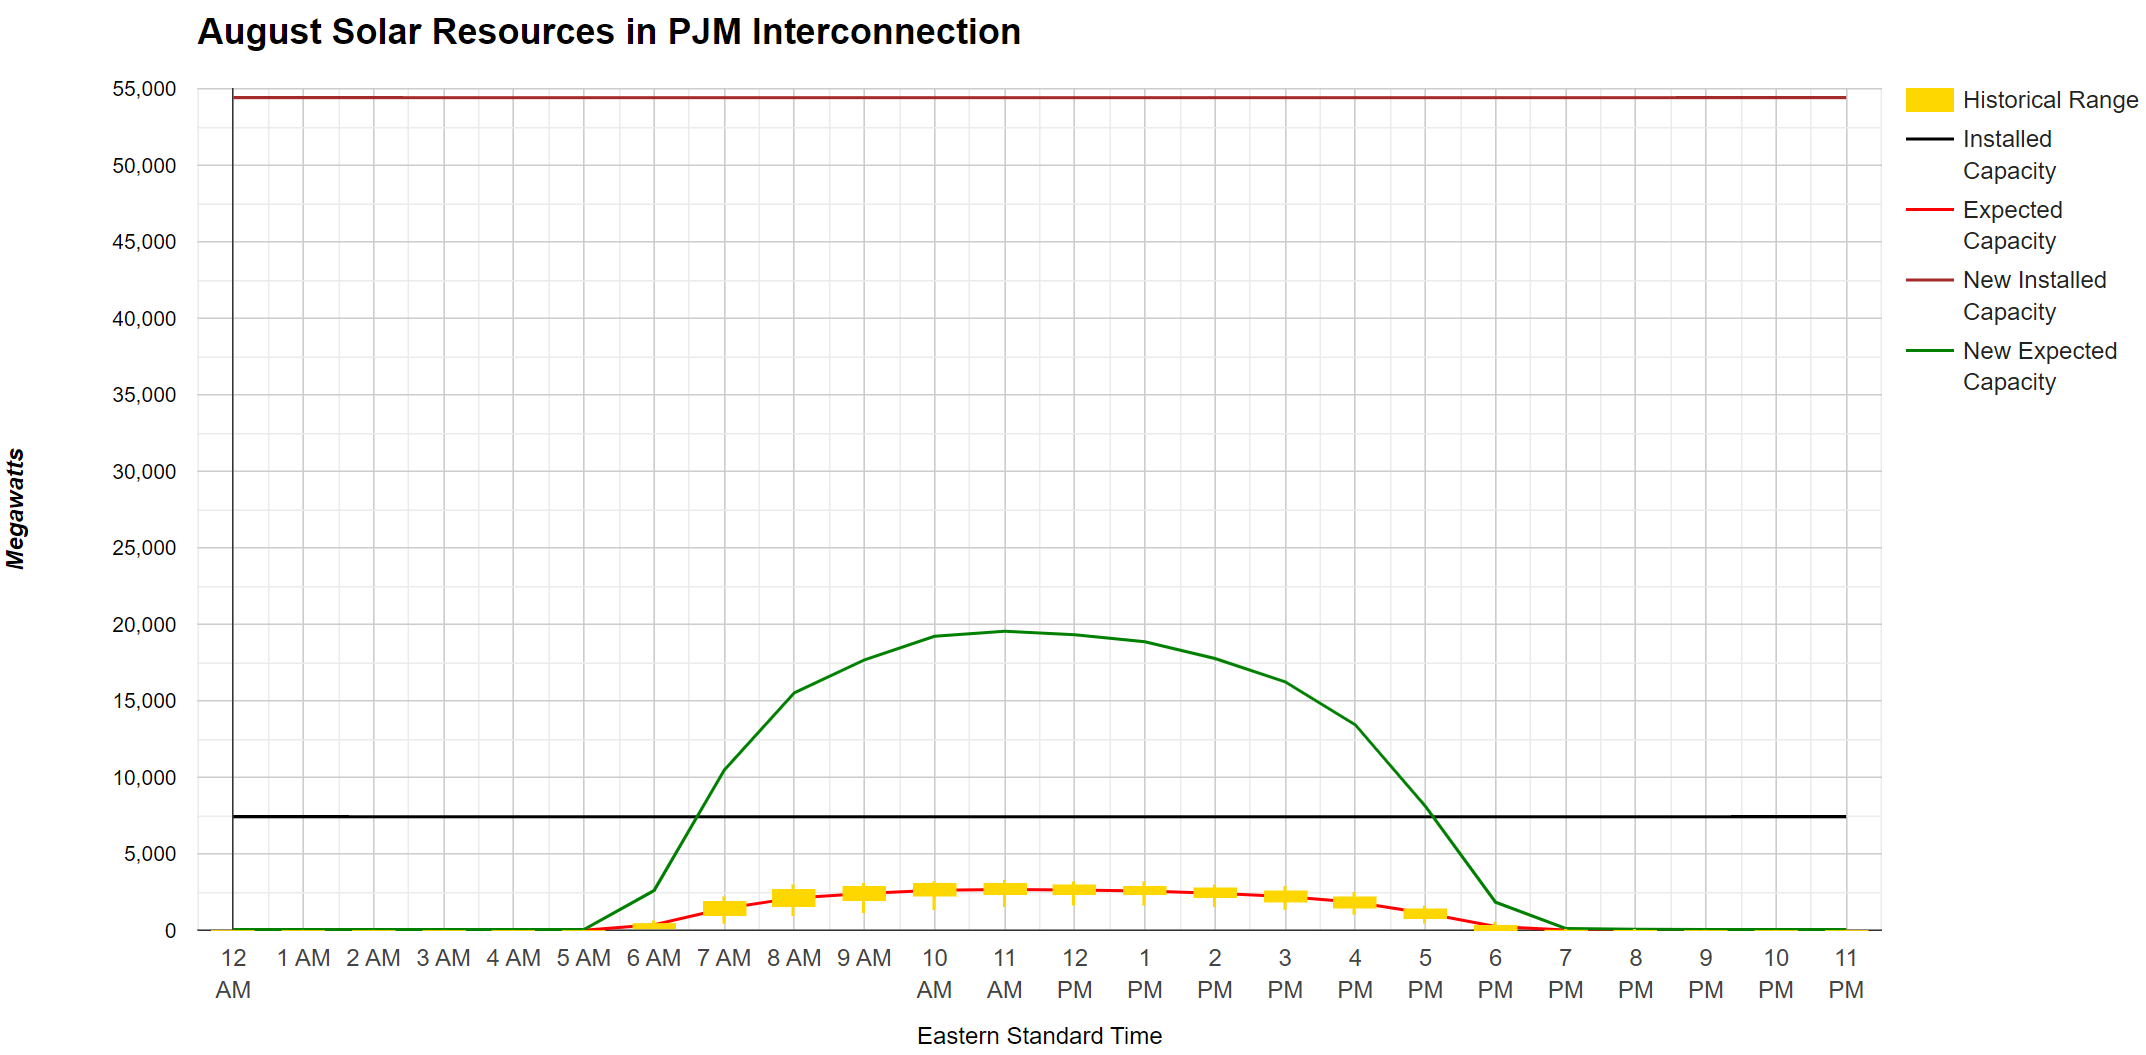 August Solar Resources in PJM Interconnection
55,000
50,000
45,000
40,000
35,000
30,000
25,000
20,000
15,000
10,000
5,000
0
Megawatts
12 AM
1 AM
2 AM
3 AM
4 AM
5 AM
6 AM
7 AM
8 AM
9 AM
10 AM
11 AM
12 PM
1 PM
2 PM
3 PM
4 PM
5 PM
6 PM
7 PM
8 PM
9 PM
10 PM
11 PM
Eastern Standard Time
Historical Range
Installed
Capacity
Expected
Capacity
New Installed
Capacity
New Expected
Capacity